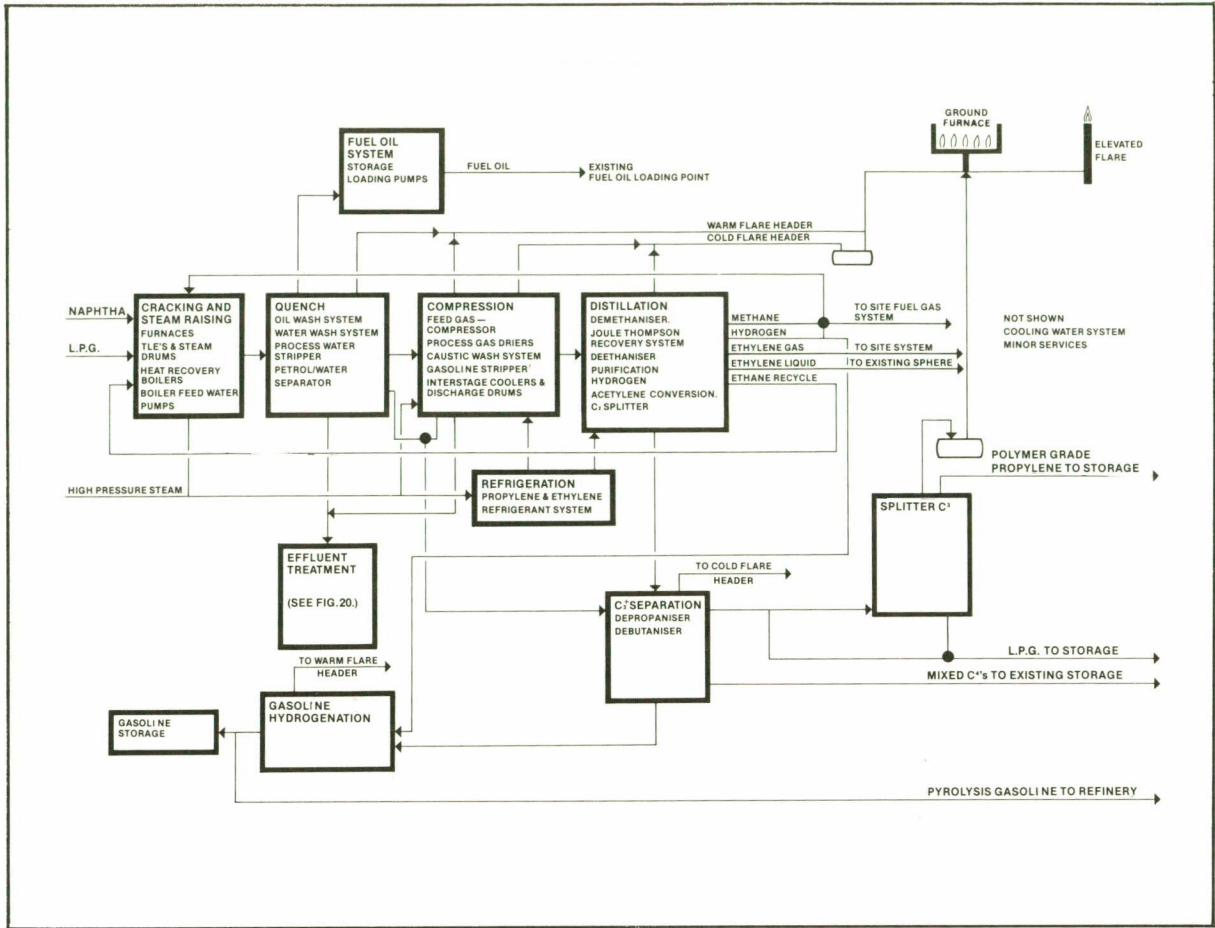 GROUND
FURNACE
ELEVATED
FLARE
FUEL OIL
SYSTEM
STORAGE
LOADING PUMPS
FUEL OIL
EXISTING
FUEL OIL LOADING POINT
WARM FLARE HEADER
COLD FLARE HEADER
NAPHTHA
L.P.G.
CRACKING AND
STEAM RAISING
FURNACES
TLE'S & STEAM
DRUMS
HEAT RECOVERY
BOILERS
BOILER FEED WATER
PUMPS
QUENCH
OIL WASH SYSTEM
WATER WASH SYSTEM
PROCESS WATER
STRIPPER
PETROL/WATER
SEPARATOR
COMPRESSION
FEED GAS—
COMPRESSOR
PROCESS GAS DRIERS
CAUSTIC WASH SYSTEM
GASOLINE STRIPPER'
INTERSTAGE COOLERS &
DISCHARGE DRUMS
DISTILLATION
DEMETHANISER.
JOULE THOMPSON
RECOVERY SYSTEM
DEETHANISER
PURIFICATION
HYDROGEN
ACETYLENE CONVERSION.
C₂ SPLITTER
METHANE
HYDROGEN
ETHYLENE GAS
ETHYLENE LIQUID
ETHANE RECYCLE
TO SITE FUEL GAS
SYSTEM
TO SITE SYSTEM
TO EXISTING SPHERE
NOT SHOWN
COOLING WATER SYSTEM
MINOR SERVICES
HIGH PRESSURE STEAM
REFRIGERATION
PROPYLENE & ETHYLENE
REFRIGERANT SYSTEM
POLYMER GRADE
PROPYLENE TO STORAGE
SPLITTER C³
EFFLUENT
TREATMENT
(SEE FIG.20.)
TO COLD FLARE
HEADER
C₃⁺ SEPARATION
DEPROPANISER
DEBUTANISER
L.P.G. TO STORAGE
MIXED C⁴'s TO EXISTING STORAGE
TO WARM FLARE
HEADER
GASOLINE
HYDROGENATION
GASOLINE
STORAGE
PYROLYSIS GASOLINE TO REFINERY